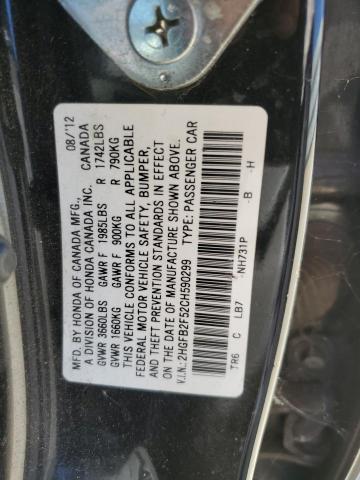 MFD. BY HONDA OF CANADA MFG., 08/'12
A DIVISION OF HONDA CANADA INC. CANADA
GVWR 3660LBS GAWR F 1985LBS R 1742LBS
GVWR 1660KG GAWR F 900KG R 790KG
THIS VEHICLE CONFORMS TO ALL APPLICABLE
FEDERAL MOTOR VEHICLE SAFETY, BUMPER,
AND THEFT PREVENTION STANDARDS IN EFFECT
ON THE DATE OF MANUFACTURE SHOWN ABOVE.
V.I.N.:2HGFB2F52CH590299 TYPE: PASSENGER CAR
TR6 C LB7 NH731P -B -H